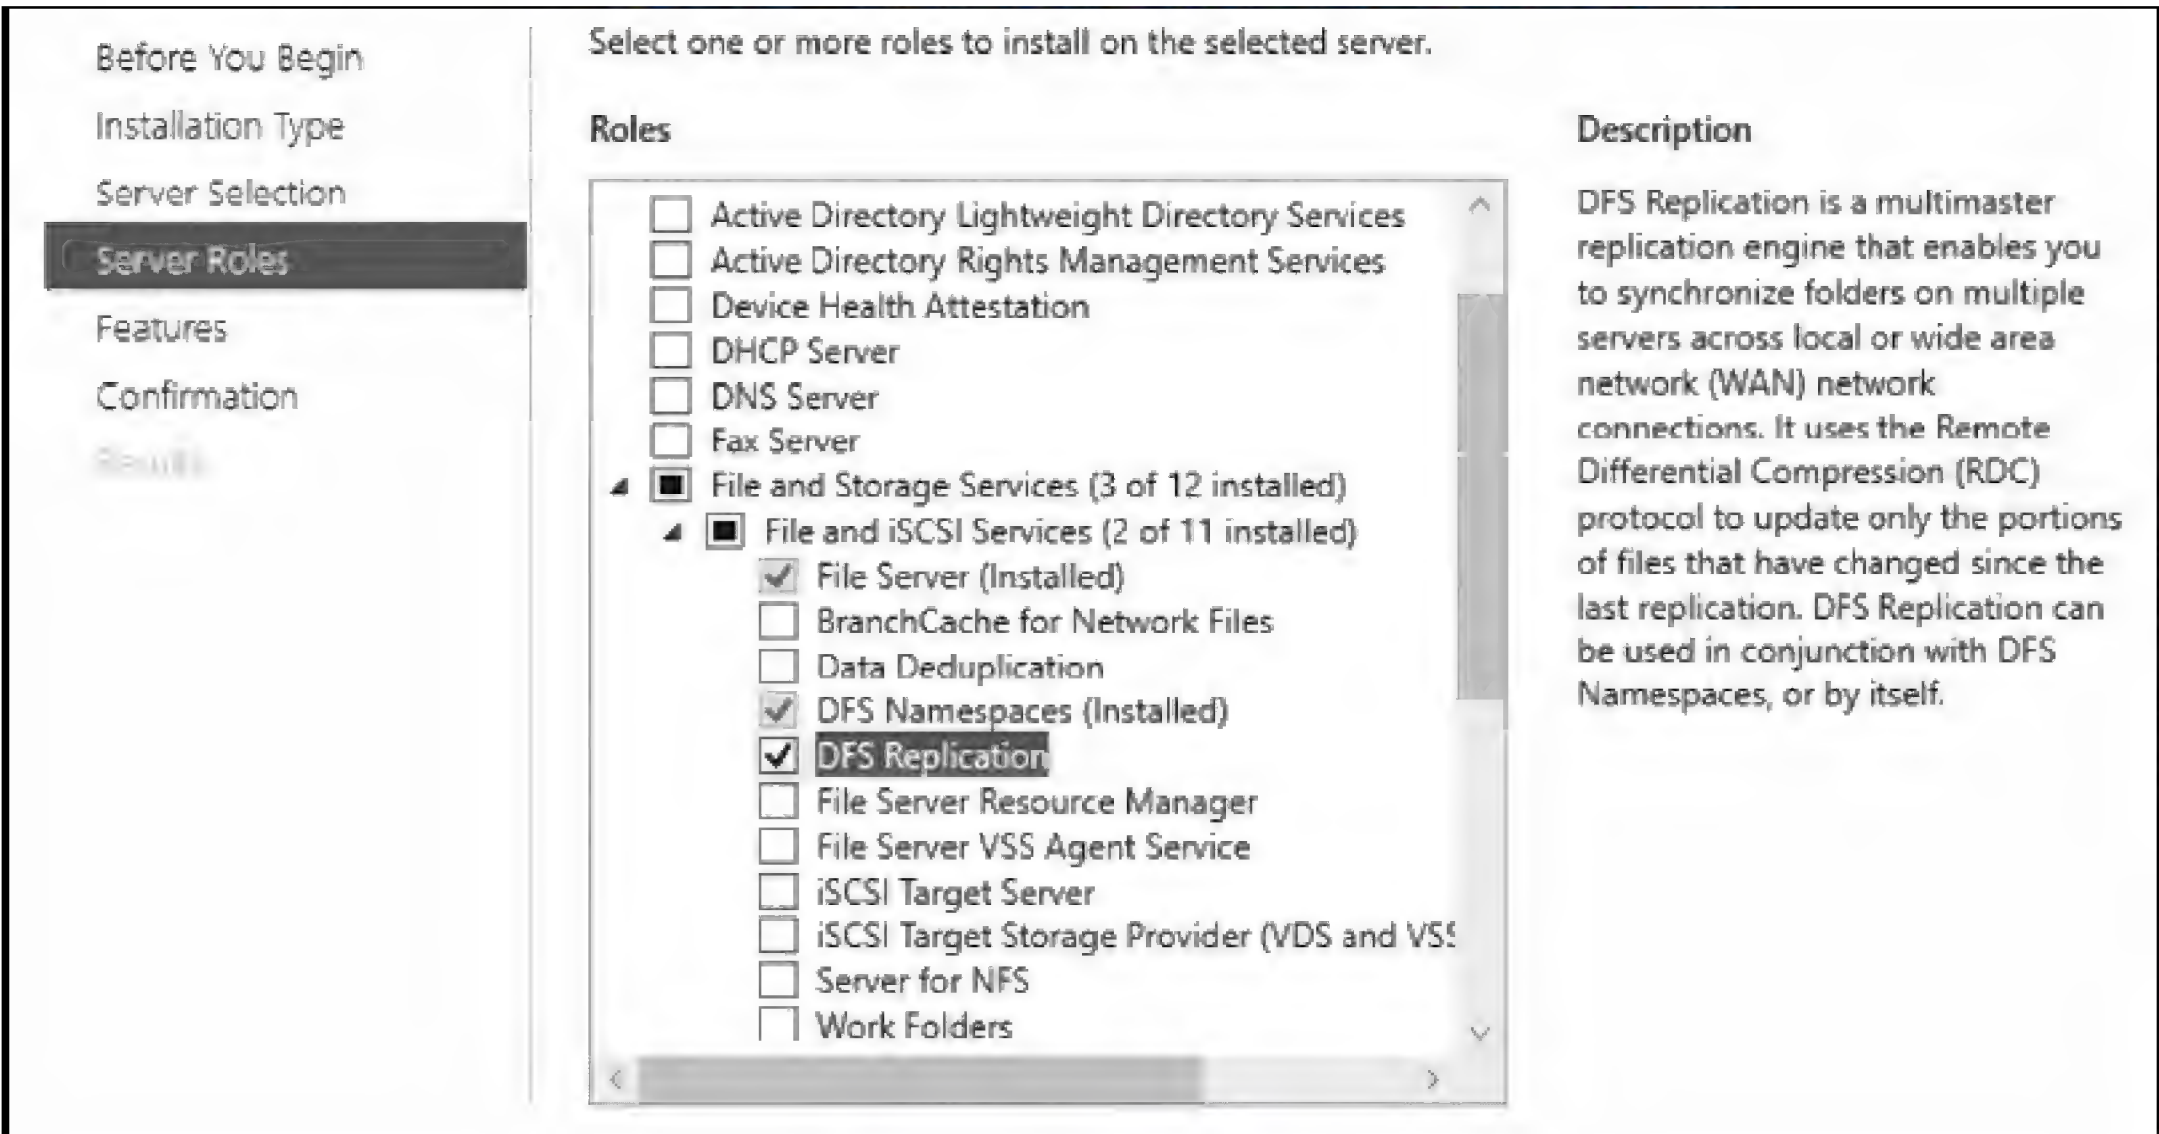 Before You Begin
Installation Type
Server Selection
Server Roles
Features
Confirmation
Results
Select one or more roles to install on the selected server.
Roles
Active Directory Lightweight Directory Services
Active Directory Rights Management Services
Device Health Attestation
DHCP Server
DNS Server
Fax Server
File and Storage Services (3 of 12 installed)
File and iSCSI Services (2 of 11 installed)
File Server (Installed)
BranchCache for Network Files
Data Deduplication
DFS Namespaces (Installed)
DFS Replication
File Server Resource Manager
File Server VSS Agent Service
iSCSI Target Server
iSCSI Target Storage Provider (VDS and VSS
Server for NFS
Work Folders
Description
DFS Replication is a multimaster
replication engine that enables you
to synchronize folders on multiple
servers across local or wide area
network (WAN) network
connections. It uses the Remote
Differential Compression (RDC)
protocol to update only the portions
of files that have changed since the
last replication. DFS Replication can
be used in conjunction with DFS
Namespaces, or by itself.